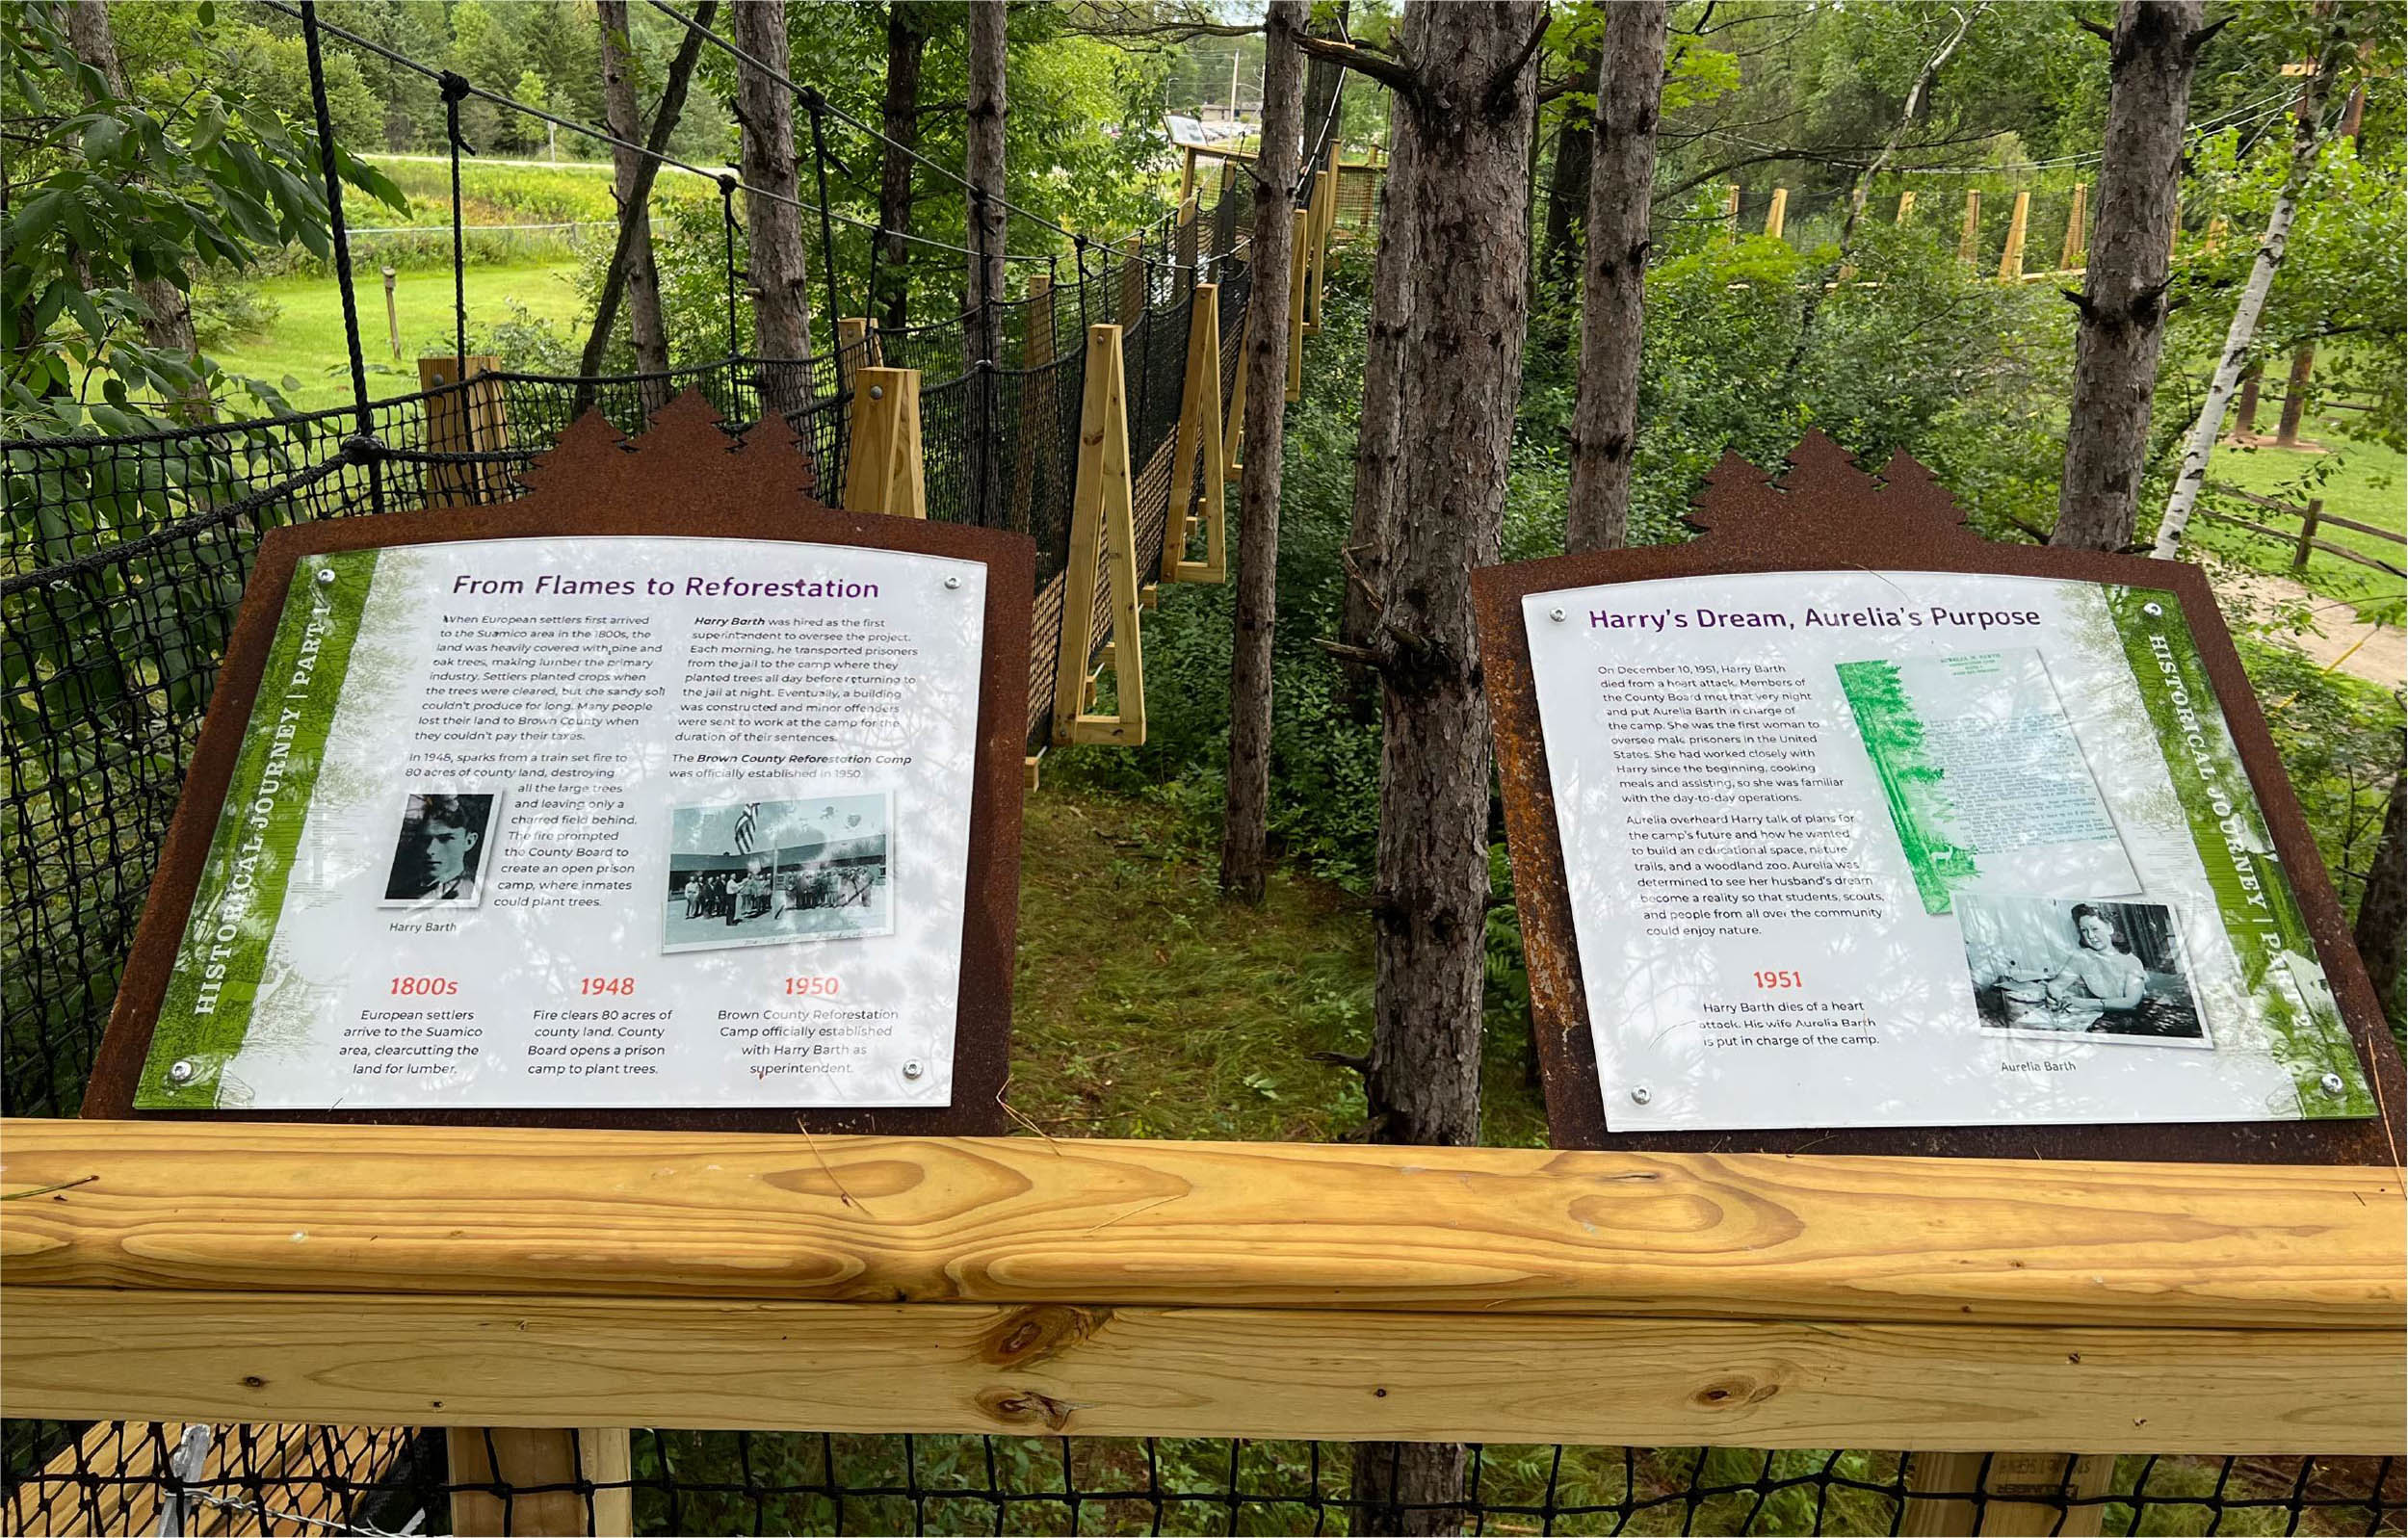 HISTORICAL JOURNEY | PART 1
From Flames to Reforestation
When European settlers first arrived
to the Suamico area in the 1800s, the
land was heavily covered with pine and
oak trees, making lumber the primary
industry. Settlers planted crops when
the trees were cleared, but the sandy soil
couldn't produce for long. Many people
lost their land to Brown County when
they couldn't pay their taxes.
In 1948, sparks from a train set fire to
80 acres of county land, destroying
all the large trees
and leaving only a
charred field behind.
The fire prompted
the County Board to
create an open prison
camp, where inmates
could plant trees.
Harry Barth
Harry Barth was hired as the first
superintendent to oversee the project.
Each morning, he transported prisoners
from the jail to the camp where they
planted trees all day before returning to
the jail at night. Eventually, a building
was constructed and minor offenders
were sent to work at the camp for the
duration of their sentences.
The Brown County Reforestation Camp
was officially established in 1950.
1800s
European settlers
arrive to the Suamico
area, clearcutting the
land for lumber.
1948
Fire clears 80 acres of
county land. County
Board opens a prison
camp to plant trees.
1950
Brown County Reforestation
Camp officially established
with Harry Barth as
superintendent.
Harry's Dream, Aurelia's Purpose
On December 10, 1951, Harry Barth
died from a heart attack. Members of
the County Board met that very night
and put Aurelia Barth in charge of
the camp. She was the first woman to
oversee male prisoners in the United
States. She had worked closely with
Harry since the beginning, cooking
meals and assisting, so she was familiar
with the day-to-day operations.
Aurelia overheard Harry talk of plans for
the camp's future and how he wanted
to build an educational space, nature
trails, and a woodland zoo. Aurelia was
determined to see her husband's dream
become a reality so that students, scouts,
and people from all over the community
could enjoy nature.
1951
Harry Barth dies of a heart
attack. His wife Aurelia Barth
is put in charge of the camp.
Aurelia Barth
HISTORICAL JOURNEY | PART 2